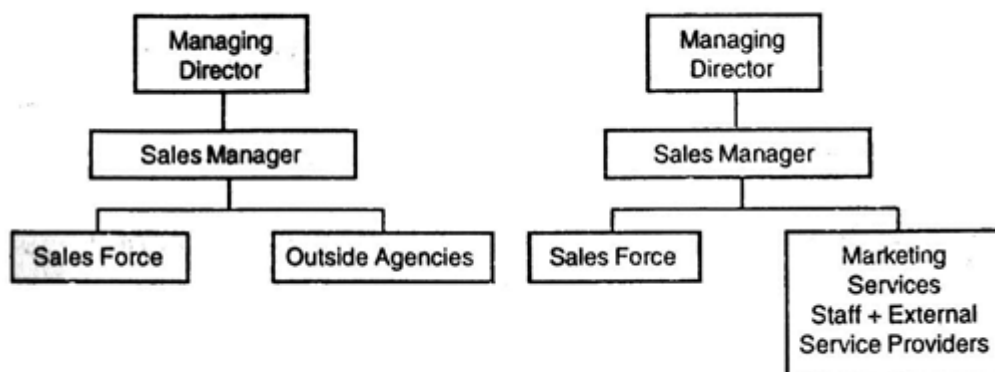 Managing
Director
Sales Manager
Sales Force
Outside Agencies
Managing
Director
Sales Manager
Sales Force
Marketing
Services
Staff + External
Service Providers